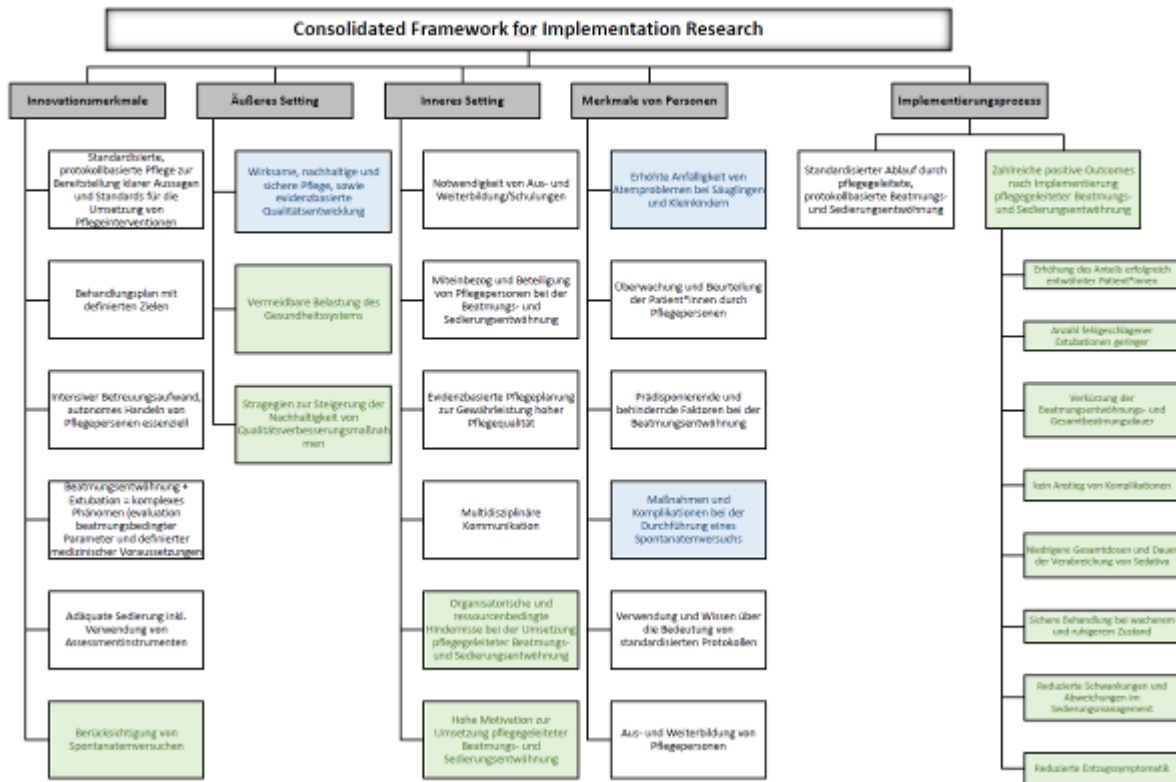 Consolidated Framework for Implementation Research
Innovationsmerkmale
Standardisierte,
protokollbasierte Pflege zur
Bereitstellung klarer Aussagen
und Standards für die
Umsetzung von
Pflegeinterventionen
Behandlungsplan mit
definierten Zielen
Intensiver Betreuungsaufwand,
autonomes Handeln von
Pflegepersonen essenziell
Beatmungsentwöhnung +
Extubation = komplexes
Phänomen (evaluation
beatmungsbedingter
Parameter und definierter
medizinischer Voraussetzungen
Adäquate Sedierung inkl.
Verwendung von
Assessmentinstrumenten
Berücksichtigung von
Spontanatemversuchen
Äußeres Setting
Wirksame, nachhaltige und
sichere Pflege, sowie
evidenzbasierte
Qualitätsentwicklung
Vermeidbare Belastung des
Gesundheitssystems
Stragegien zur Steigerung der
Nachhaltigkeit von
Qualitätsverbesserungsmaßnah
men
Inneres Setting
Notwendigkeit von Aus- und
Weiterbildung/Schulungen
Miteinbezog und Beteiligung
von Pflegepersonen bei der
Beatmungs- und
Sedierungsentwöhnung
Evidenzbasierte Pflegeplanung
zur Gewährleistung hoher
Pflegequalität
Multidisziplinäre
Kommunikation
Organisatorische und
ressourcenbedingte
Hindernisse bei der Umsetzung
pflegegeleiteter Beatmungs-
und Sedierungsentwöhnung
Hohe Motivation zur
Umsetzung pflegegeleiteter
Beatmungs- und
Sedierungsentwöhnung
Merkmale von Personen
Erhöhte Anfälligkeit von
Atemproblemen bei Säuglingen
und Kleinkindern
Überwachung und Beurteilung
der Patient*innen durch
Pflegepersonen
Prädisponierende und
behindernde Faktoren bei der
Beatmungsentwöhnung
Maßnahmen und
Komplikationen bei der
Durchführung eines
Spontanatemversuchs
Verwendung und Wissen über
die Bedeutung von
standardisierten Protokollen
Aus- und Weiterbildung von
Pflegepersonen
Implementierungsprocess
Standardisierter Ablauf durch
pflegegeleitete,
protokollbasierte Beatmungs-
und Sedierungsentwöhnung
Zahlreiche positive Outcomes
nach Implementierung
pflegegeleiteter Beatmungs-
und Sedierungsentwöhnung
Erhöhung des Anteils erfolgreich
entwöhnter Patient*innen
Anzahl fehlgeschlagener
Extubationen geringer
Verkürzung der
Beatmungsentwöhnungs- und
Gesamtbeatmungsdauer
kein Anstieg von Komplikationen
Niedrigere Gesamtdosen und Dauer
der Verabreichung von Sedativa
Sichere Behandlung bei wacherem
und ruhigerem Zustand
Reduzierte Schwankungen und
Abweichungen im
Sedierungsmanagement
Reduzierte Entzugssymptomatik